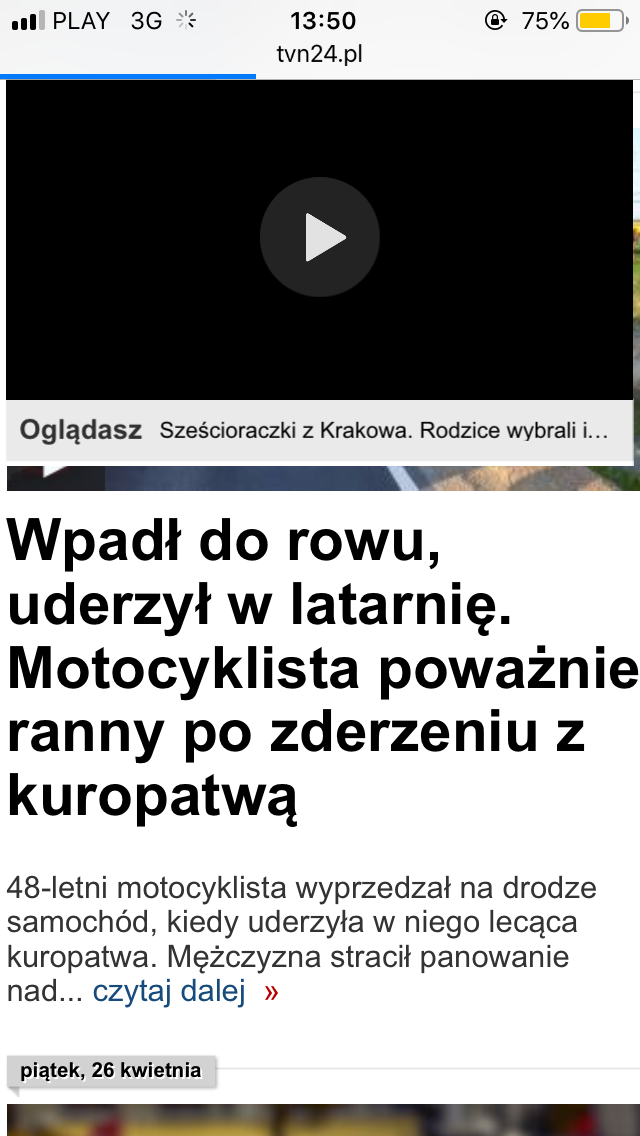 PLAY 3G 13:50 75%
tvn24.pl
Oglądasz Sześcioraczki z Krakowa. Rodzice wybrali i...
Wpadł do rowu,
uderzył w latarnię.
Motocyklista poważnie
ranny po zderzeniu z
kuropatwą
48-letni motocyklista wyprzedzał na drodze
samochód, kiedy uderzyła w niego lecąca
kuropatwa. Mężczyzna stracił panowanie
nad... czytaj dalej »
piątek, 26 kwietnia